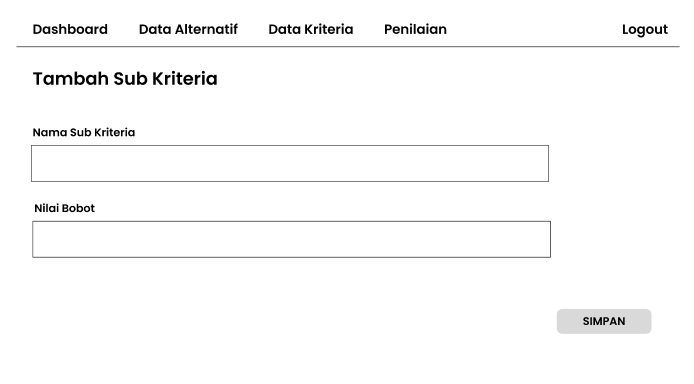 Dashboard Data Alternatif Data Kriteria Penilaian Logout
Tambah Sub Kriteria
Nama Sub Kriteria
Nilai Bobot
SIMPAN